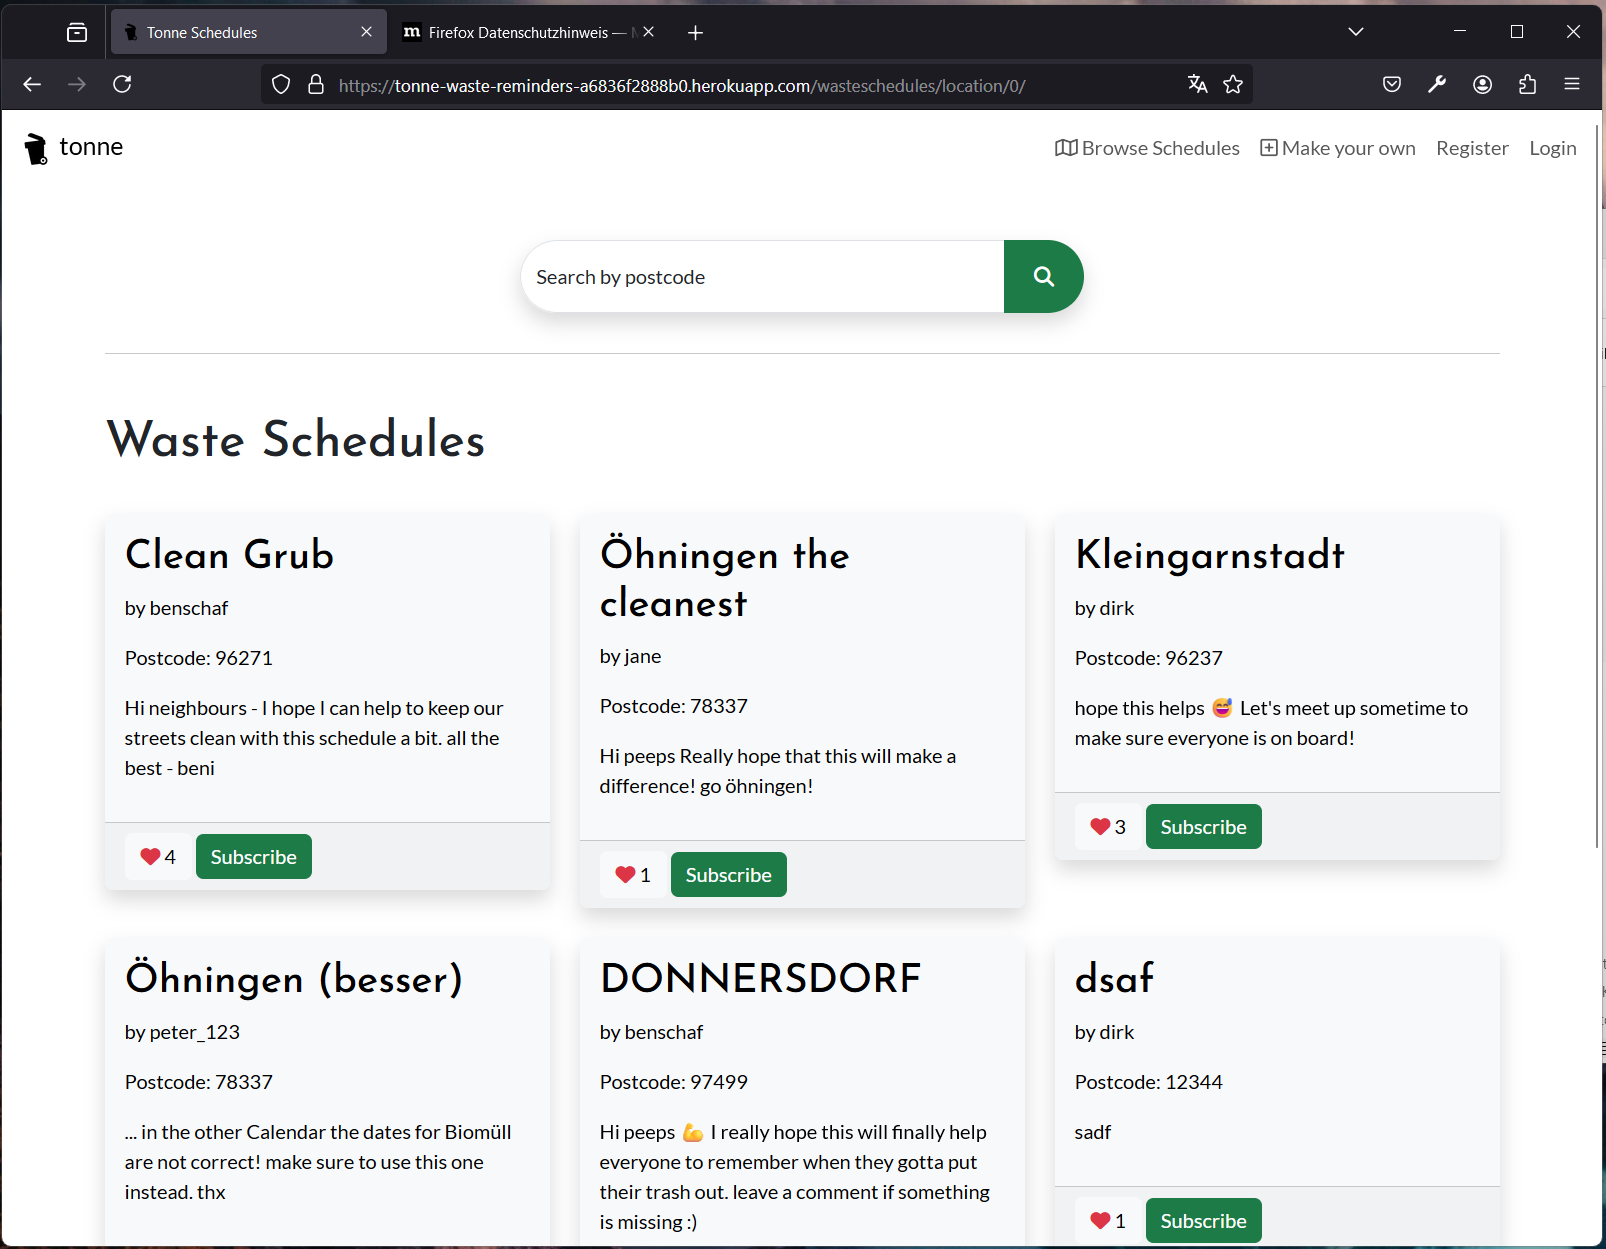 Tonne Schedules
Firefox Datenschutzhinweis —
https://tonne-waste-reminders-a6836f2888b0.herokuapp.com/wasteschedules/location/0/
tonne
Browse Schedules
Make your own
Register
Login
Search by postcode
Waste Schedules
Clean Grub
by benschaf
Postcode: 96271
Hi neighbours - I hope I can help to keep our
streets clean with this schedule a bit. all the
best - beni
4
Subscribe
Öhningen the
cleanest
by jane
Postcode: 78337
Hi peeps Really hope that this will make a
difference! go öhningen!
1
Subscribe
Kleingarnstadt
by dirk
Postcode: 96237
hope this helps 😅 Let's meet up sometime to
make sure everyone is on board!
3
Subscribe
Öhningen (besser)
by peter_123
Postcode: 78337
... in the other Calendar the dates for Biomüll
are not correct! make sure to use this one
instead. thx
DONNERSDORF
by benschaf
Postcode: 97499
Hi peeps 💪 I really hope this will finally help
everyone to remember when they gotta put
their trash out. leave a comment if something
is missing :)
dsaf
by dirk
Postcode: 12344
sadf
1
Subscribe